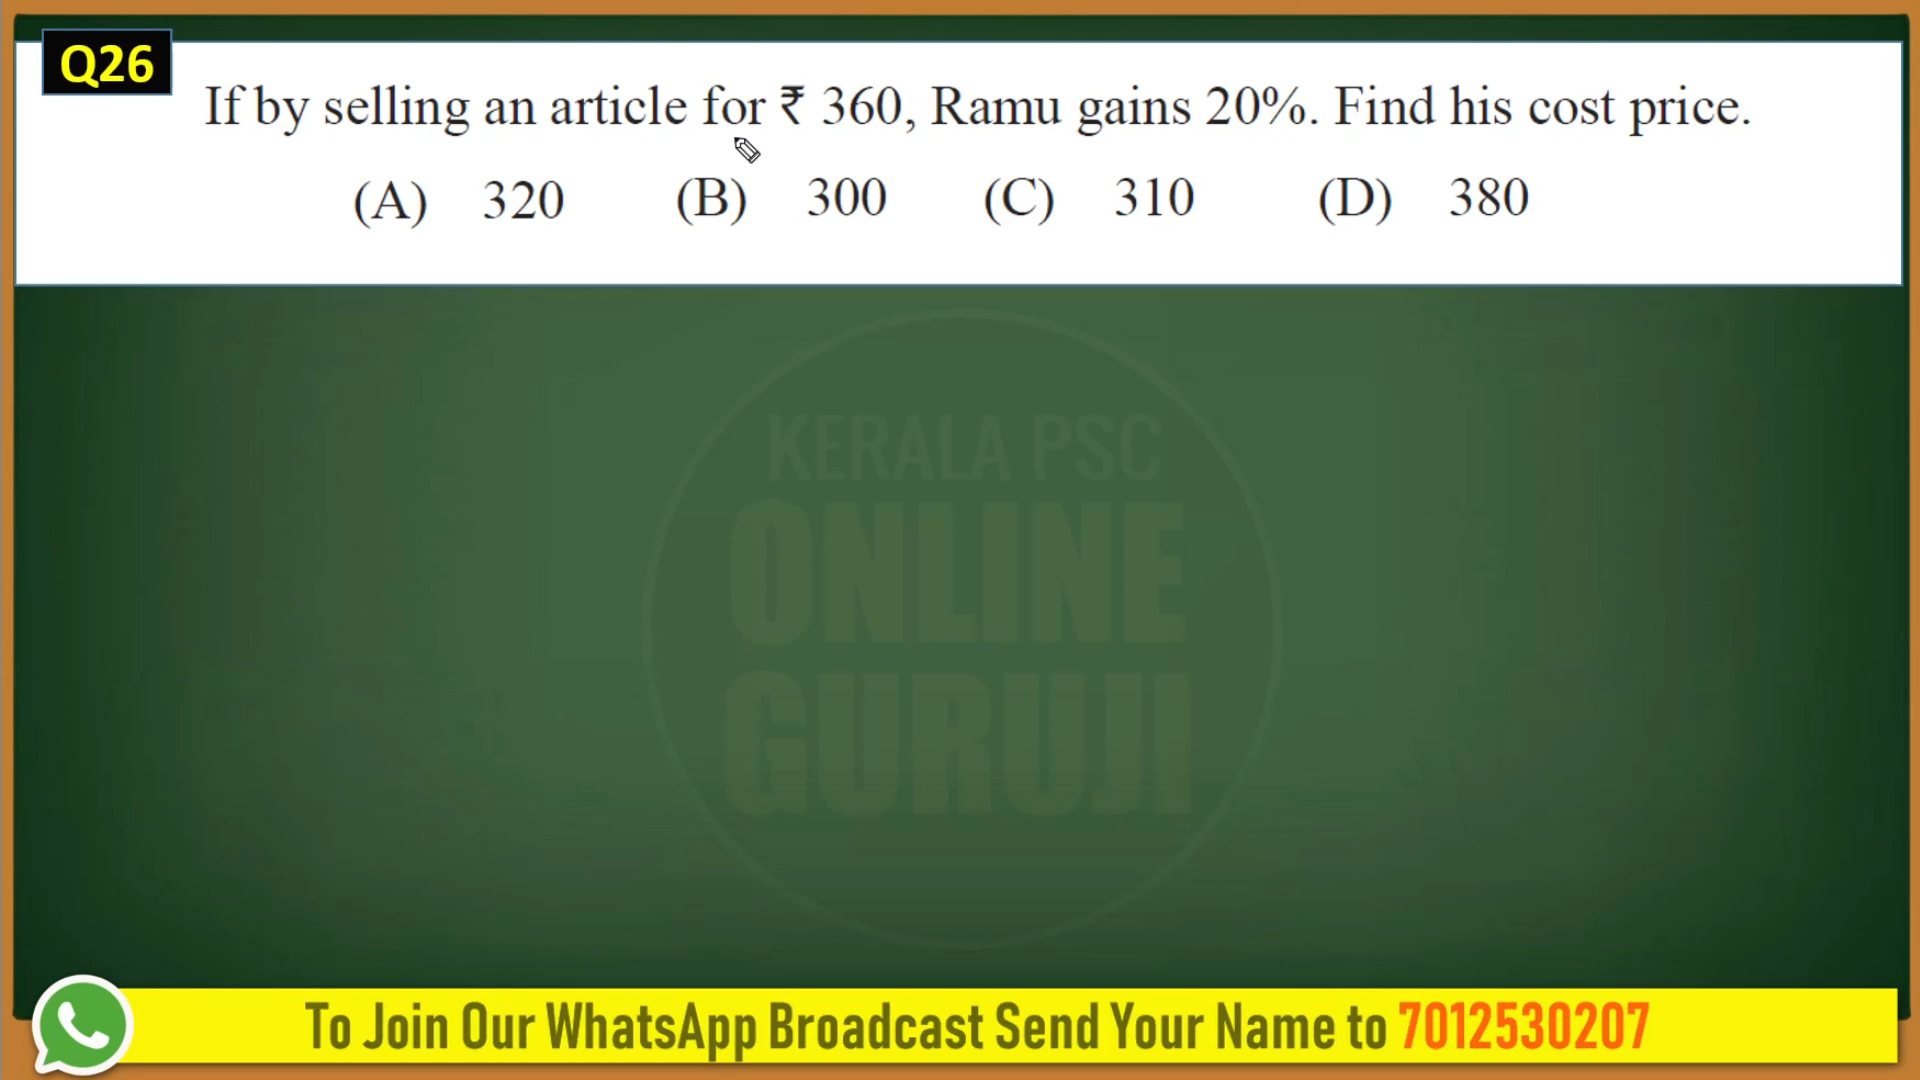 Q26
If by selling an article for ₹ 360, Ramu gains 20%. Find his cost price.
(A) 320 (B) 300 (C) 310 (D) 380
KERALA PSC
ONLINE
GURUJI
To Join Our WhatsApp Broadcast Send Your Name to 7012530207